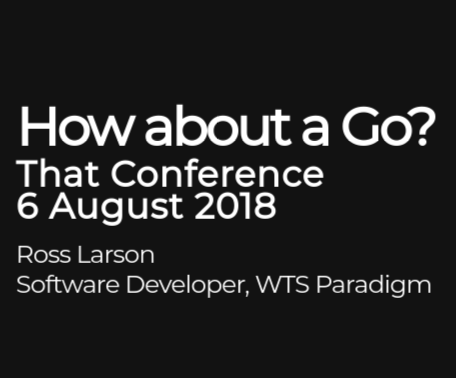 How about a Go?
That Conference
6 August 2018
Ross Larson
Software Developer, WTS Paradigm